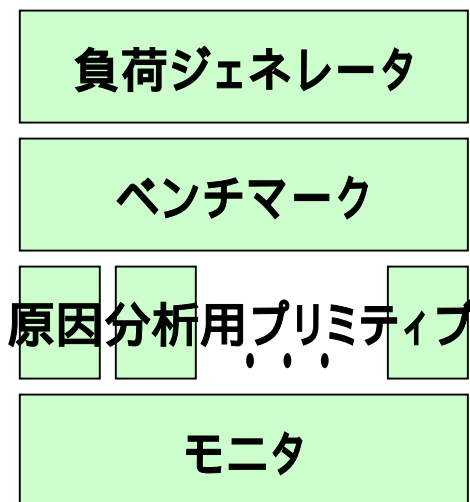 負荷ジェネレータ
ベンチマーク
原因分析用プリミティブ
・・・
モニタ